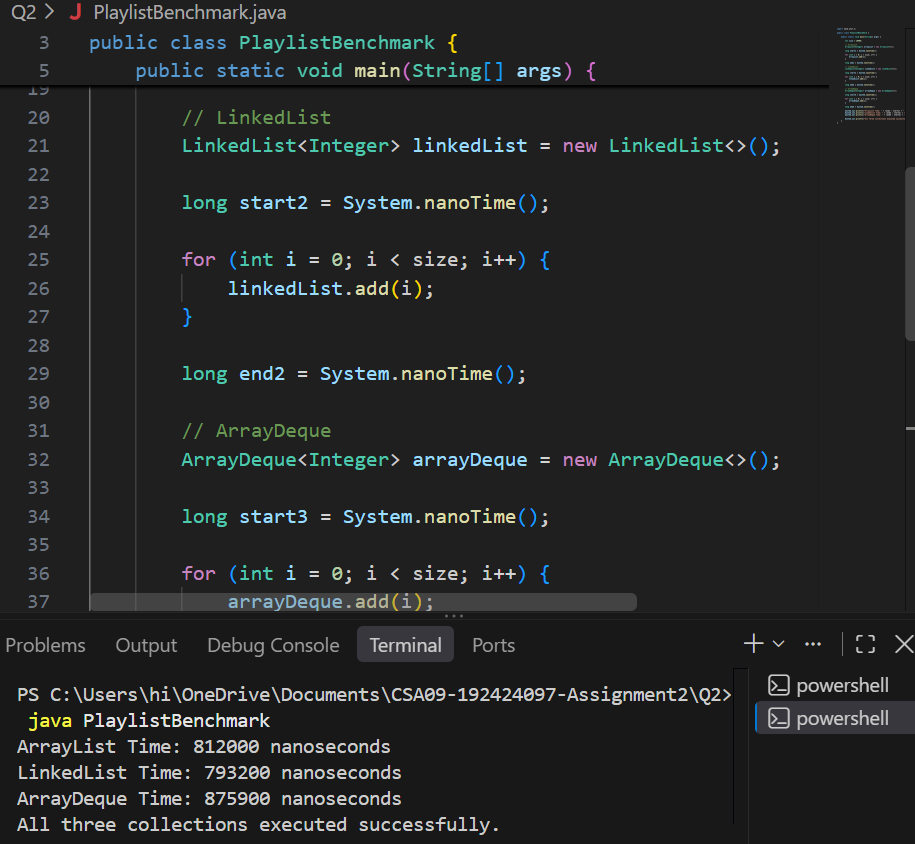 Q2 > J PlaylistBenchmark.java
3 public class PlaylistBenchmark {
5 public static void main(String[] args) {
19
20 // LinkedList
21 LinkedList<Integer> linkedList = new LinkedList<>();
22
23 long start2 = System.nanoTime();
24
25 for (int i = 0; i < size; i++) {
26 linkedList.add(i);
27 }
28
29 long end2 = System.nanoTime();
30
31 // ArrayDeque
32 ArrayDeque<Integer> arrayDeque = new ArrayDeque<>();
33
34 long start3 = System.nanoTime();
35
36 for (int i = 0; i < size; i++) {
37 arrayDeque.add(i);
Problems Output Debug Console Terminal Ports
PS C:\Users\hi\OneDrive\Documents\CSA09-192424097-Assignment2\Q2>
java PlaylistBenchmark
ArrayList Time: 812000 nanoseconds
LinkedList Time: 793200 nanoseconds
ArrayDeque Time: 875900 nanoseconds
All three collections executed successfully.
powershell
powershell